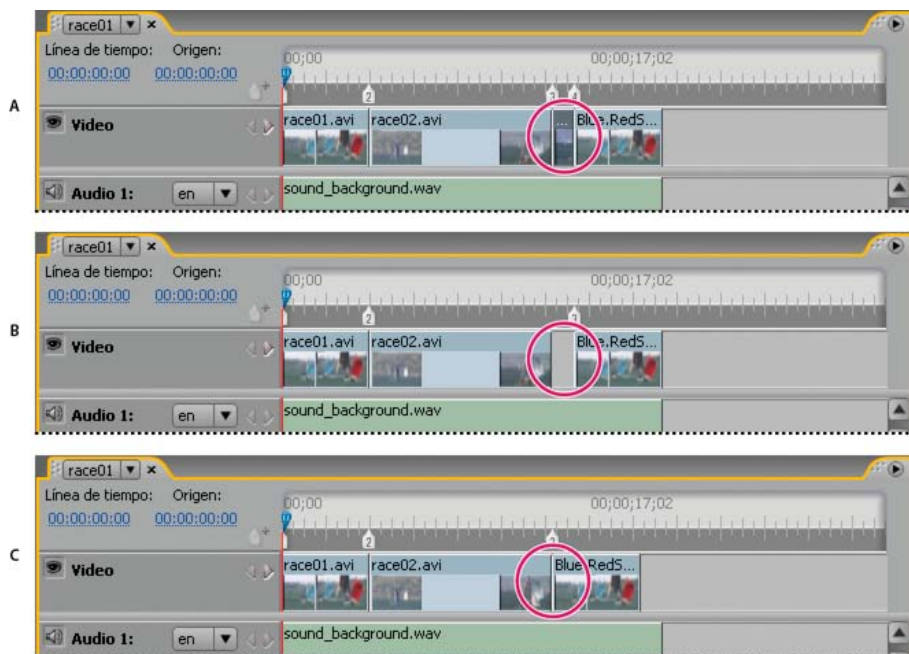 A
race01
Línea de tiempo: Origen:
00:00:00:00 00:00:00:00
00;00 00;00;17;02
2 3 4
Video
race01.avi race02.avi ... Blue.RedS...
Audio 1: en
sound_background.wav
B
race01
Línea de tiempo: Origen:
00:00:00:00 00:00:00:00
00;00 00;00;17;02
2 3
Video
race01.avi race02.avi Blue.RedS...
Audio 1: en
sound_background.wav
C
race01
Línea de tiempo: Origen:
00:00:00:00 00:00:00:00
00;00 00;00;17;02
2 3
Video
race01.avi race02.avi Blue.RedS...
Audio 1: en
sound_background.wav